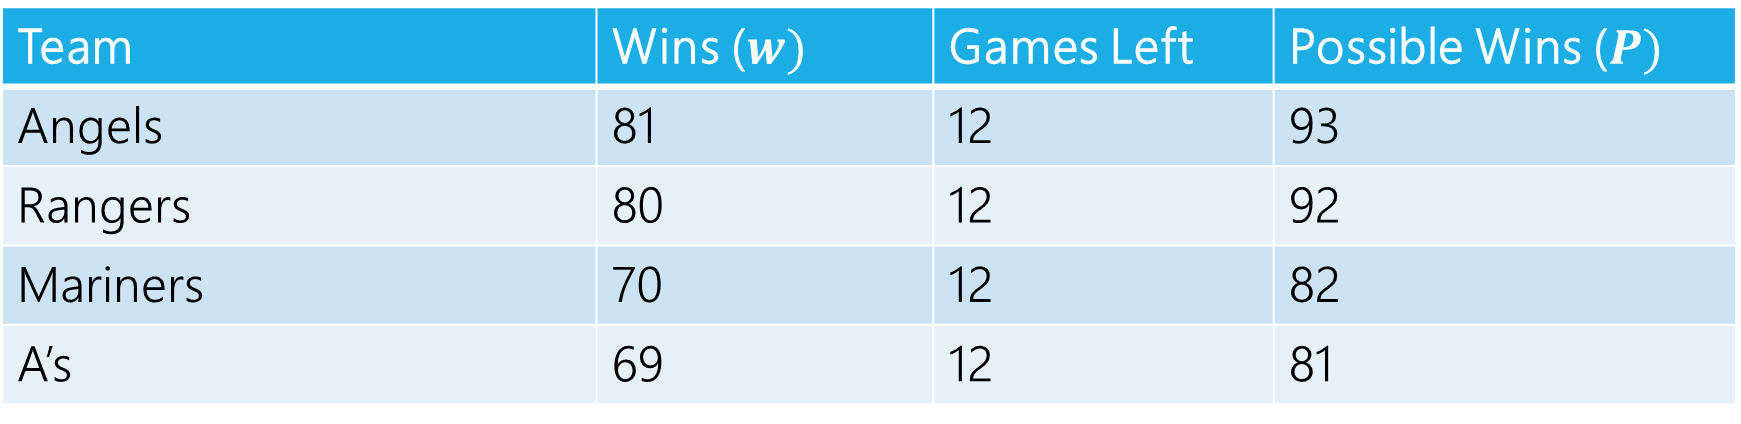 Team Wins (w) Games Left Possible Wins (P)
Angels 81 12 93
Rangers 80 12 92
Mariners 70 12 82
A’s 69 12 81